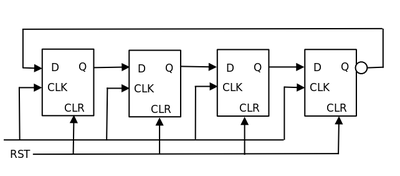 D Q D Q D Q D Q
CLK CLK CLK CLK
CLR CLR CLR CLR
RST